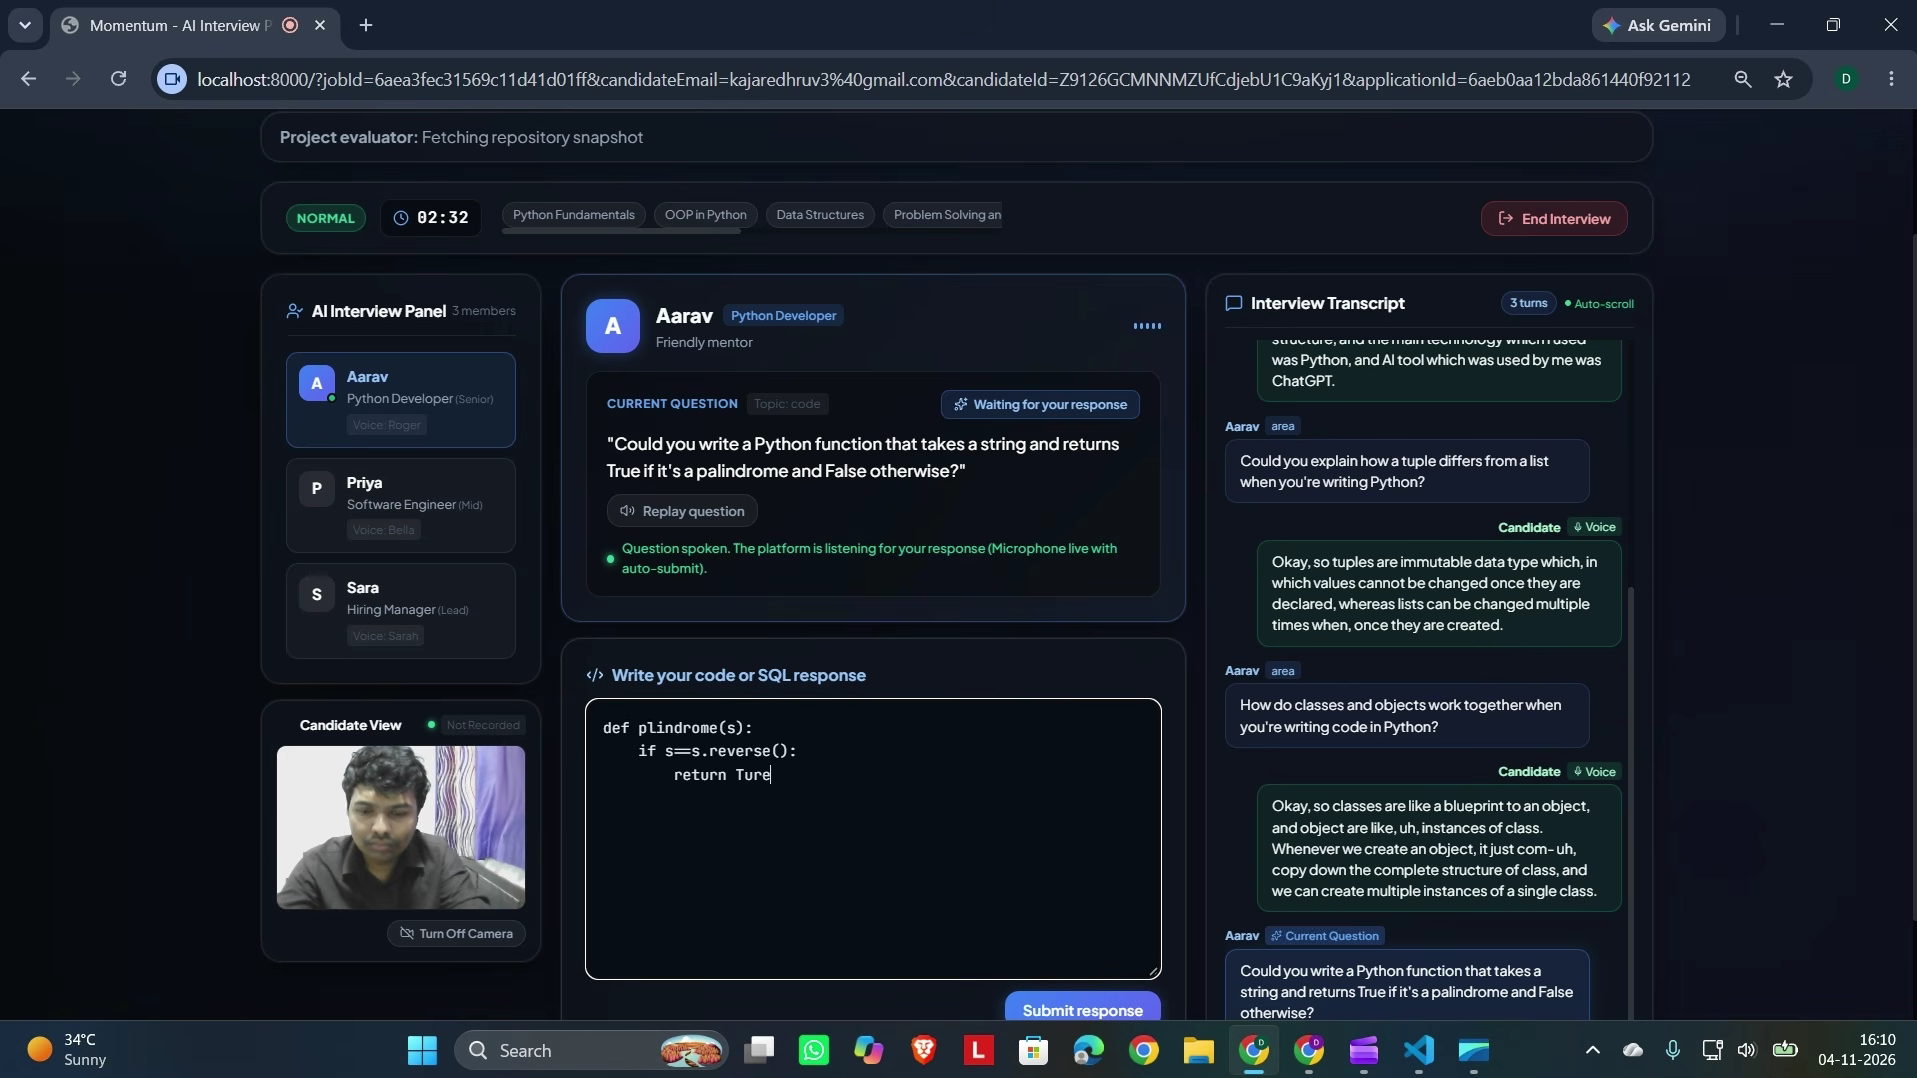 Momentum - AI Interview P
Ask Gemini
localhost:8000/?jobId=6aea3fec31569c11d41d01ff&candidateEmail=kajaredhruv3%40gmail.com&candidateId=Z9126GCMNNMZUfCdjebU1C9aKyj1&applicationId=6aeb0aa12bda861440f92112
D
Project evaluator: Fetching repository snapshot
NORMAL
02:32
Python Fundamentals
OOP in Python
Data Structures
Problem Solving an
End Interview
AI Interview Panel 3 members
A
Aarav
Python Developer (Senior)
Voice: Roger
P
Priya
Software Engineer (Mid)
Voice: Bella
S
Sara
Hiring Manager (Lead)
Voice: Sarah
Candidate View
Not Recorded
Turn Off Camera
A
Aarav Python Developer
Friendly mentor
CURRENT QUESTION Topic: code
Waiting for your response
"Could you write a Python function that takes a string and returns
True if it's a palindrome and False otherwise?"
Replay question
Question spoken. The platform is listening for your response (Microphone live with
auto-submit).
</> Write your code or SQL response
def plindrome(s):
    if s==s.reverse():
        return Ture
Submit response
Interview Transcript
3 turns
Auto-scroll
structure, and the main technology which I used
was Python, and AI tool which was used by me was
ChatGPT.
Aarav area
Could you explain how a tuple differs from a list
when you're writing Python?
Candidate Voice
Okay, so tuples are immutable data type which, in
which values cannot be changed once they are
declared, whereas lists can be changed multiple
times when, once they are created.
Aarav area
How do classes and objects work together when
you're writing code in Python?
Candidate Voice
Okay, so classes are like a blueprint to an object,
and object are like, uh, instances of class.
Whenever we create an object, it just com- uh,
copy down the complete structure of class, and
we can create multiple instances of a single class.
Aarav Current Question
Could you write a Python function that takes a
string and returns True if it's a palindrome and False
otherwise?
34°C
Sunny
Search
L
D
D
16:10
04-11-2026